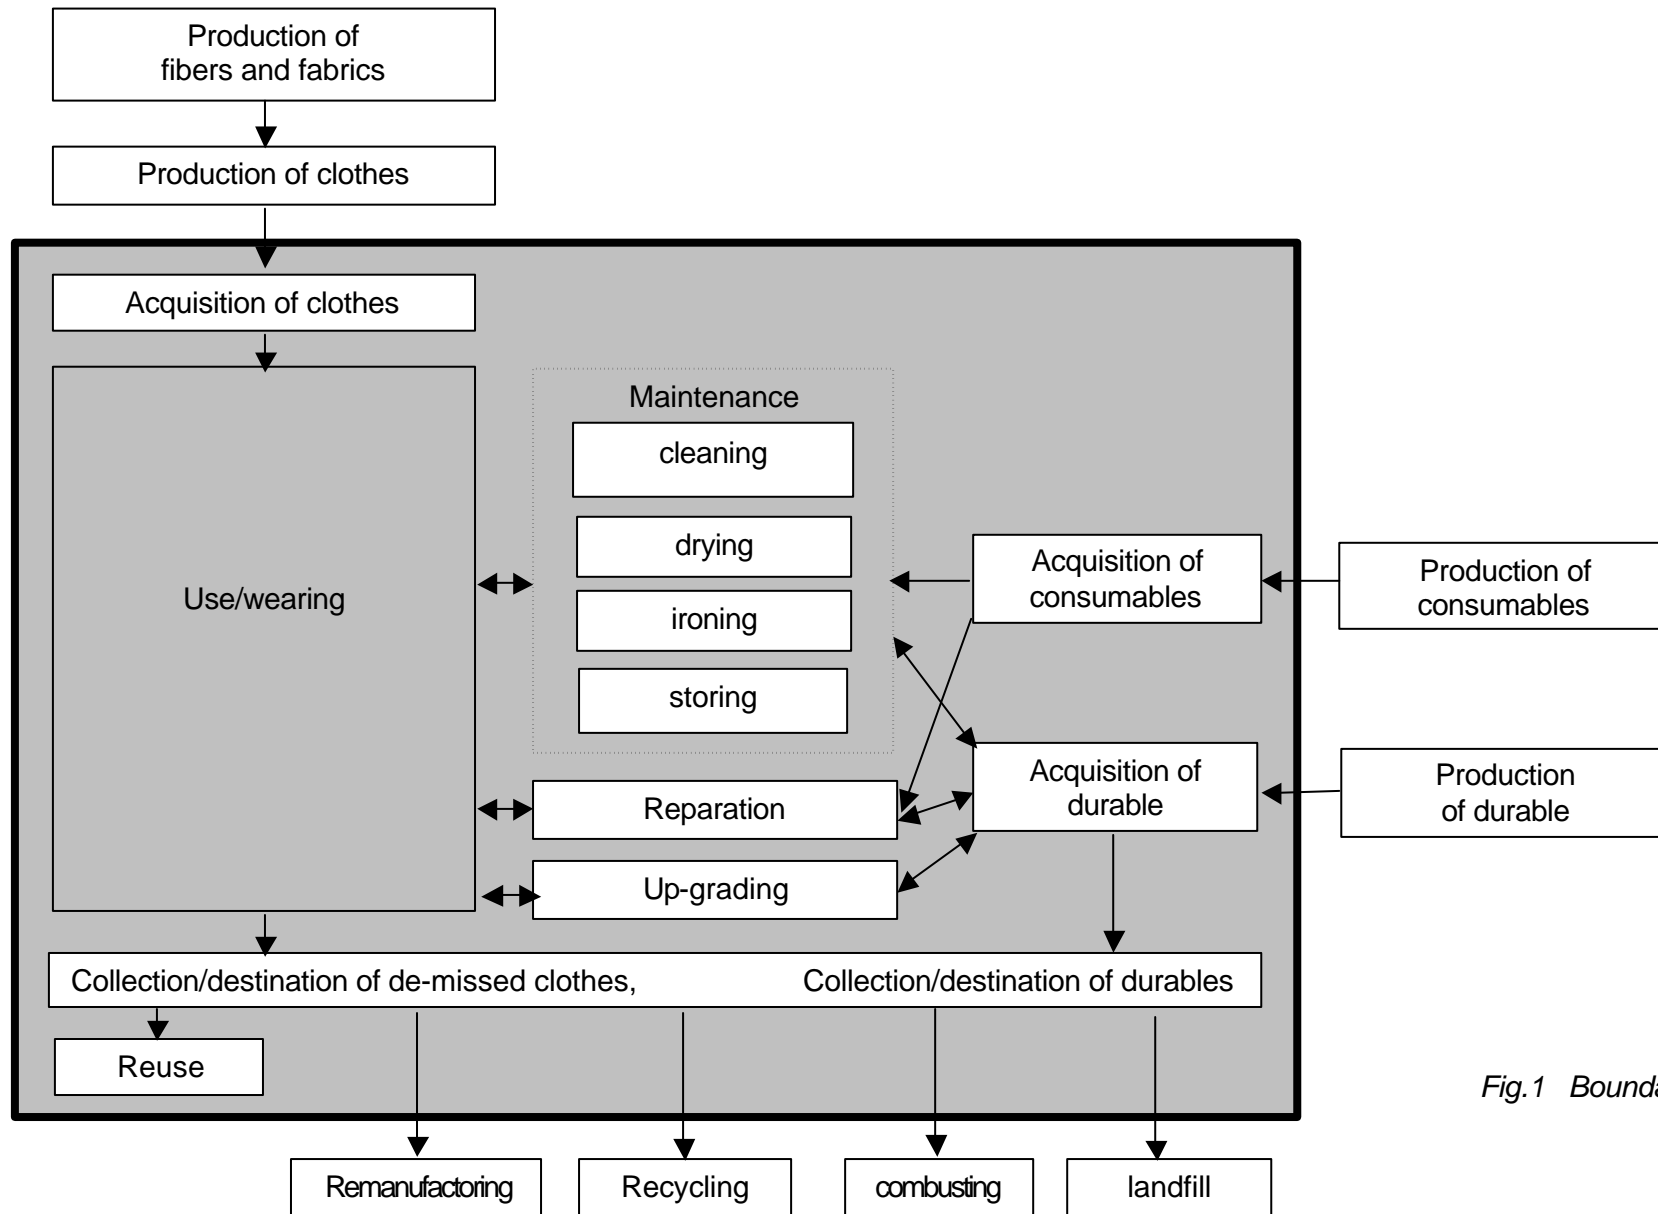 Production of
fibers and fabrics
Production of clothes
Acquisition of clothes
Use/wearing
Maintenance
cleaning
drying
ironing
storing
Reparation
Up-grading
Acquisition of
consumables
Production of
consumables
Acquisition of
durable
Production
of durable
Collection/destination of de-missed clothes, Collection/destination of durables
Reuse
Remanufactoring
Recycling
combusting
landfill
Fig.1 Bounda